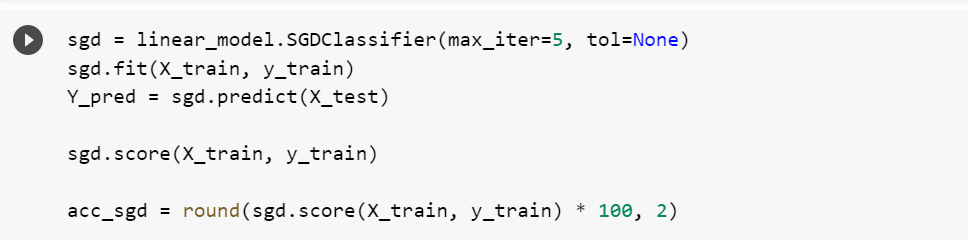 sgd = linear_model.SGDClassifier(max_iter=5, tol=None)
sgd.fit(X_train, y_train)
Y_pred = sgd.predict(X_test)
sgd.score(X_train, y_train)
acc_sgd = round(sgd.score(X_train, y_train) * 100, 2)